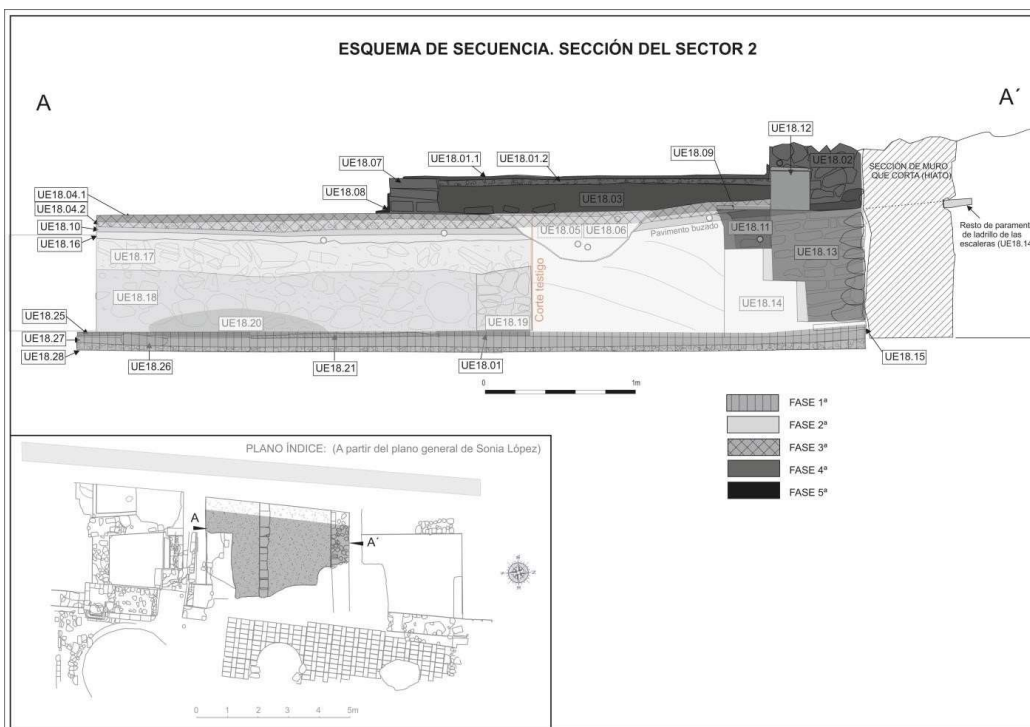 ESQUEMA DE SECUENCIA. SECCIÓN DEL SECTOR 2
A
A´
UE18.12
UE18.09
UE18.01.1
UE18.01.2
UE18.07
UE18.02
SECCIÓN DE MURO
QUE CORTA (HIATO)
UE18.08
UE18.03
UE18.04.1
UE18.04.2
UE18.10
UE18.16
UE18.05
UE18.06
Pavimento buzado
UE18.11
Resto de parament
de ladrillo de las
escaleras (UE18.14
UE18.13
UE18.17
Corte testigo
UE18.18
UE18.14
UE18.20
UE18.19
UE18.25
UE18.27
UE18.28
UE18.26
UE18.21
UE18.01
UE18.15
0
1m
FASE 1ª
FASE 2ª
FASE 3ª
FASE 4ª
FASE 5ª
PLANO ÍNDICE: (A partir del plano general de Sonia López)
A
A´
0 1 2 3 4 5m